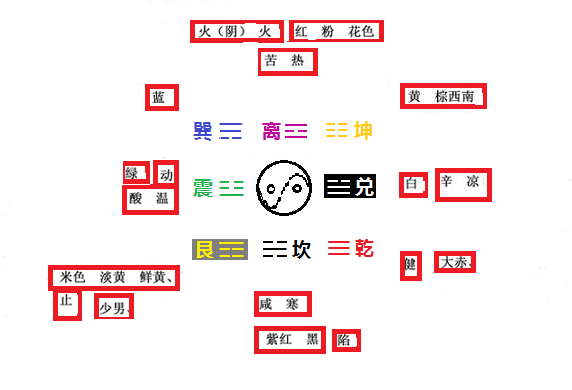 火（阴） 火 红 粉 花色
苦 热
蓝
黄 棕西南
巽 ☴ 离 ☲ ☷ 坤
绿 动
酸 温
震 ☳ ☱ 兑
白 辛 凉
艮 ☶ ☵ 坎 ☰ 乾
健 大赤、
米色 淡黄 鲜黄、
止 少男、
咸 寒
紫红 黑 陷